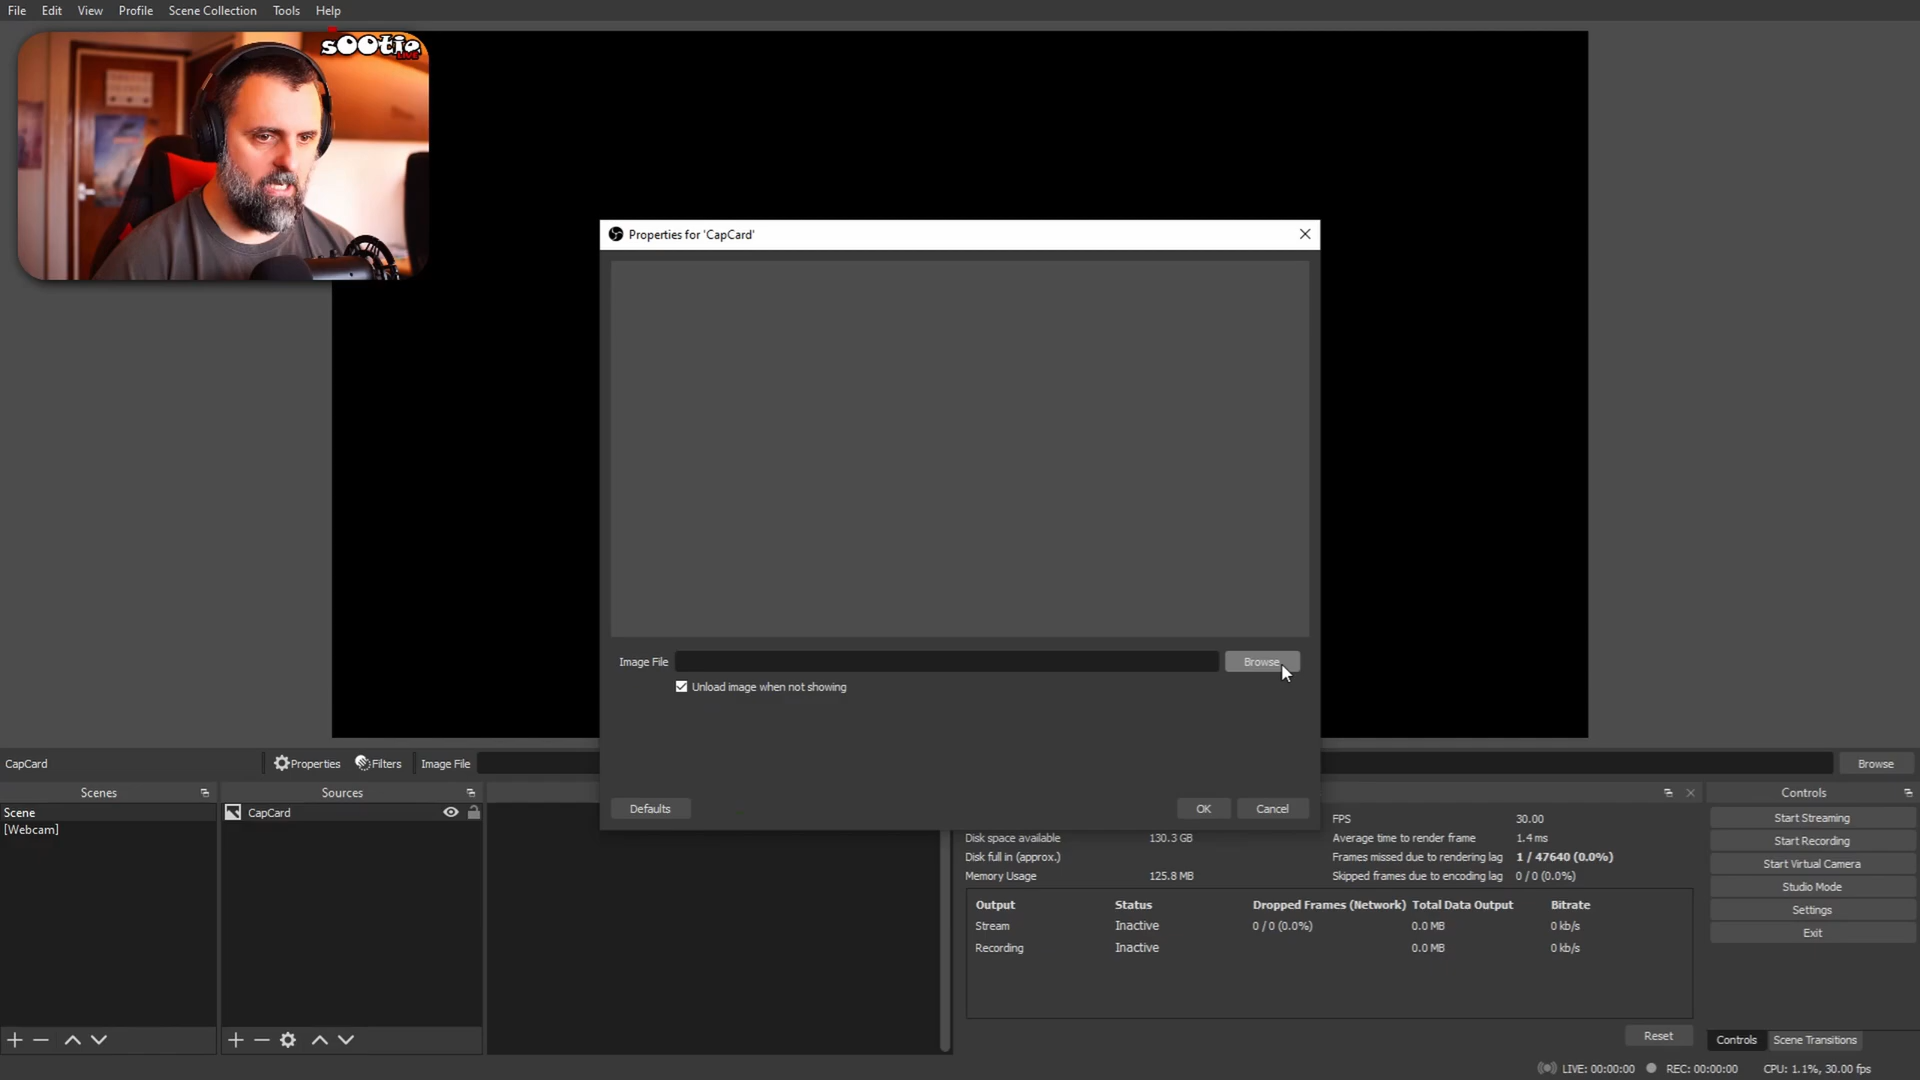 File Edit View Profile Scene Collection Tools Help
sOOtio
LIVE
Properties for 'CapCard'
Image File Browse
Unload image when not showing
Defaults OK Cancel
CapCard Properties Filters Image File Browse
Scenes
Scene
[Webcam]
Sources
CapCard
FPS 30.00
Disk space available 130.3 GB Average time to render frame 1.4 ms
Disk full in (approx.) Frames missed due to rendering lag 1 / 47640 (0.0%)
Memory Usage 125.8 MB Skipped frames due to encoding lag 0 / 0 (0.0%)
Output Status Dropped Frames (Network) Total Data Output Bitrate
Stream Inactive 0 / 0 (0.0%) 0.0 MB 0 kb/s
Recording Inactive 0.0 MB 0 kb/s
Reset
Controls
Start Streaming
Start Recording
Start Virtual Camera
Studio Mode
Settings
Exit
Controls Scene Transitions
LIVE: 00:00:00 REC: 00:00:00 CPU: 1.1%, 30.00 fps